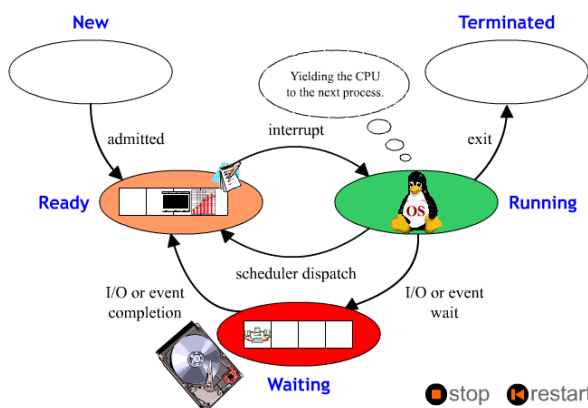 New
Terminated
Yielding the CPU
to the next process.
admitted
interrupt
exit
Ready
OS
Running
scheduler dispatch
I/O or event
completion
I/O or event
wait
Waiting
stop
restart